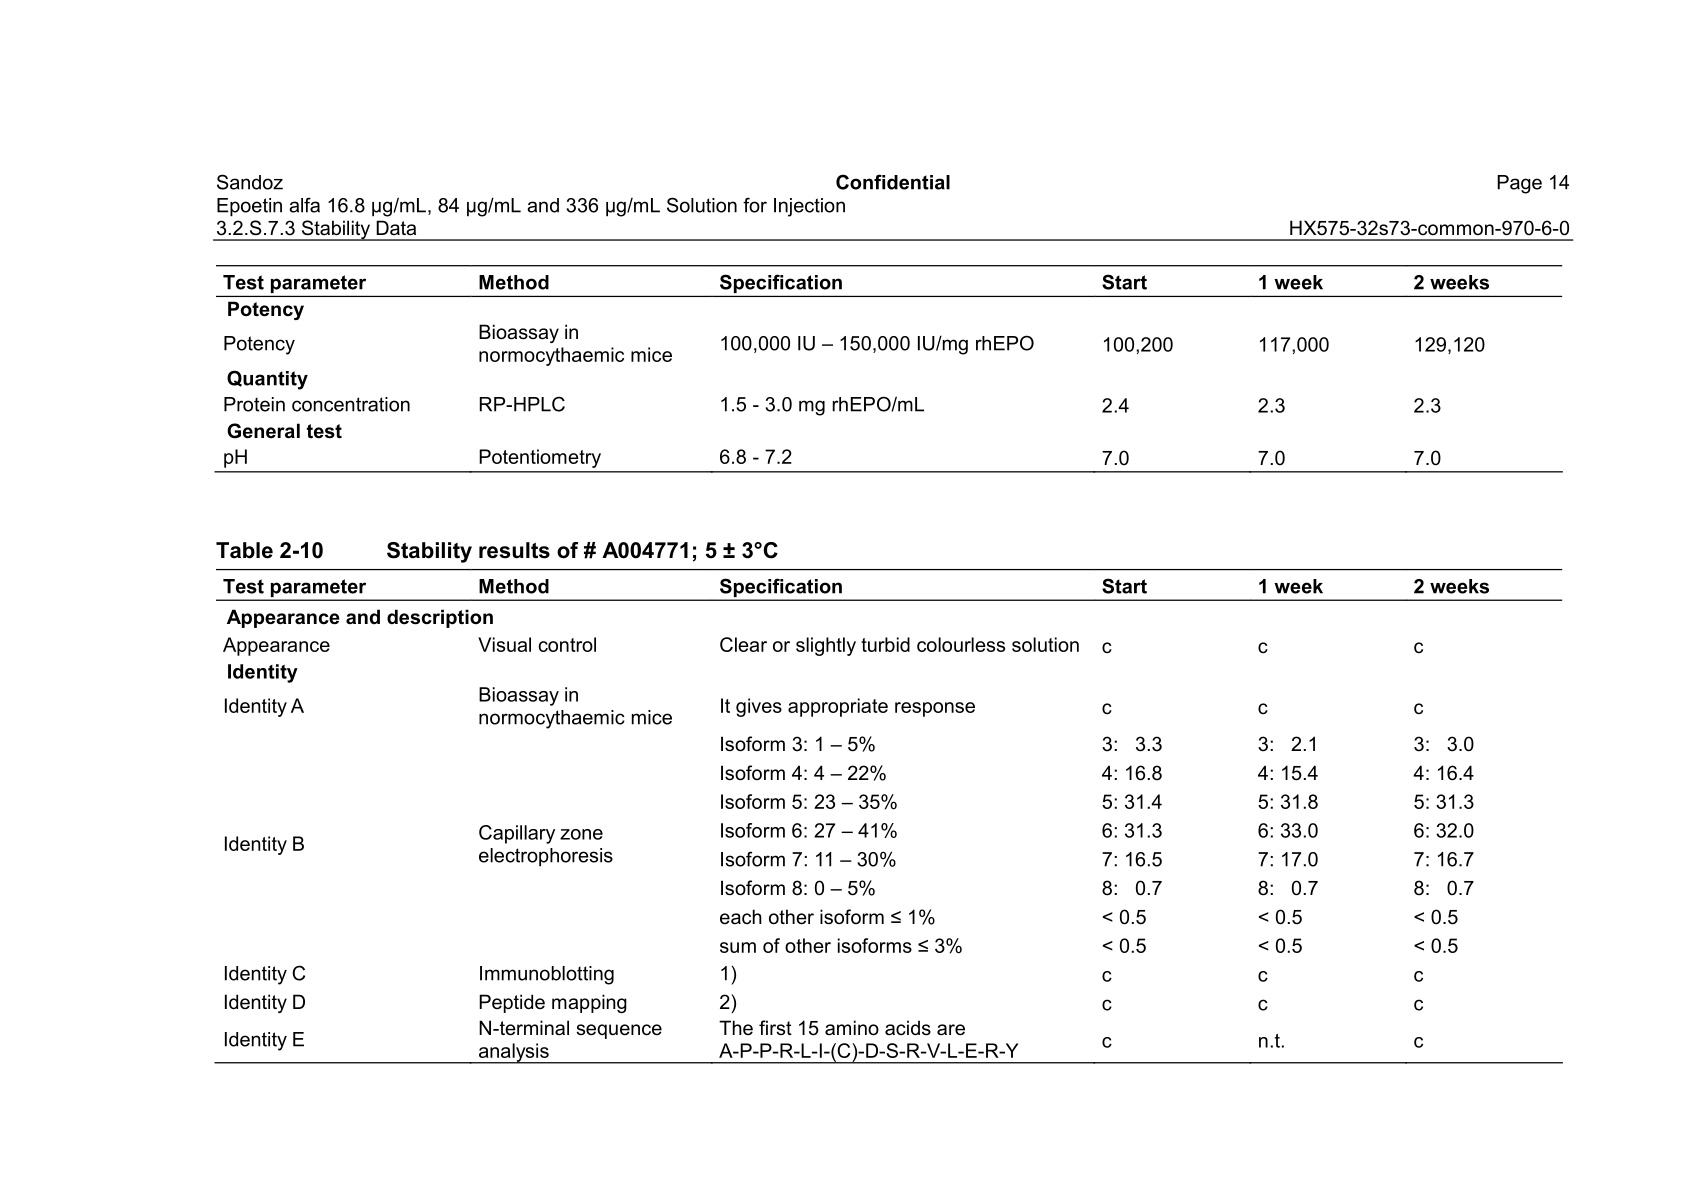 Sandoz Confidential Page 14
Epoetin alfa 16.8 µg/mL, 84 µg/mL and 336 µg/mL Solution for Injection
3.2.S.7.3 Stability Data HX575-32s73-common-970-6-0
Test parameter Method Specification Start 1 week 2 weeks
Potency
Potency Bioassay in normocythaemic mice 100,000 IU – 150,000 IU/mg rhEPO 100,200 117,000 129,120
Quantity
Protein concentration RP-HPLC 1.5 - 3.0 mg rhEPO/mL 2.4 2.3 2.3
General test
pH Potentiometry 6.8 - 7.2 7.0 7.0 7.0
Table 2-10 Stability results of # A004771; 5 ± 3°C
Test parameter Method Specification Start 1 week 2 weeks
Appearance and description
Appearance Visual control Clear or slightly turbid colourless solution c c c
Identity
Identity A Bioassay in normocythaemic mice It gives appropriate response c c c
Identity B Capillary zone electrophoresis
Isoform 3: 1 – 5% 3: 3.3 3: 2.1 3: 3.0
Isoform 4: 4 – 22% 4: 16.8 4: 15.4 4: 16.4
Isoform 5: 23 – 35% 5: 31.4 5: 31.8 5: 31.3
Isoform 6: 27 – 41% 6: 31.3 6: 33.0 6: 32.0
Isoform 7: 11 – 30% 7: 16.5 7: 17.0 7: 16.7
Isoform 8: 0 – 5% 8: 0.7 8: 0.7 8: 0.7
each other isoform ≤ 1% < 0.5 < 0.5 < 0.5
sum of other isoforms ≤ 3% < 0.5 < 0.5 < 0.5
Identity C Immunoblotting 1) c c c
Identity D Peptide mapping 2) c c c
Identity E N-terminal sequence analysis The first 15 amino acids are A-P-P-R-L-I-(C)-D-S-R-V-L-E-R-Y c n.t. c